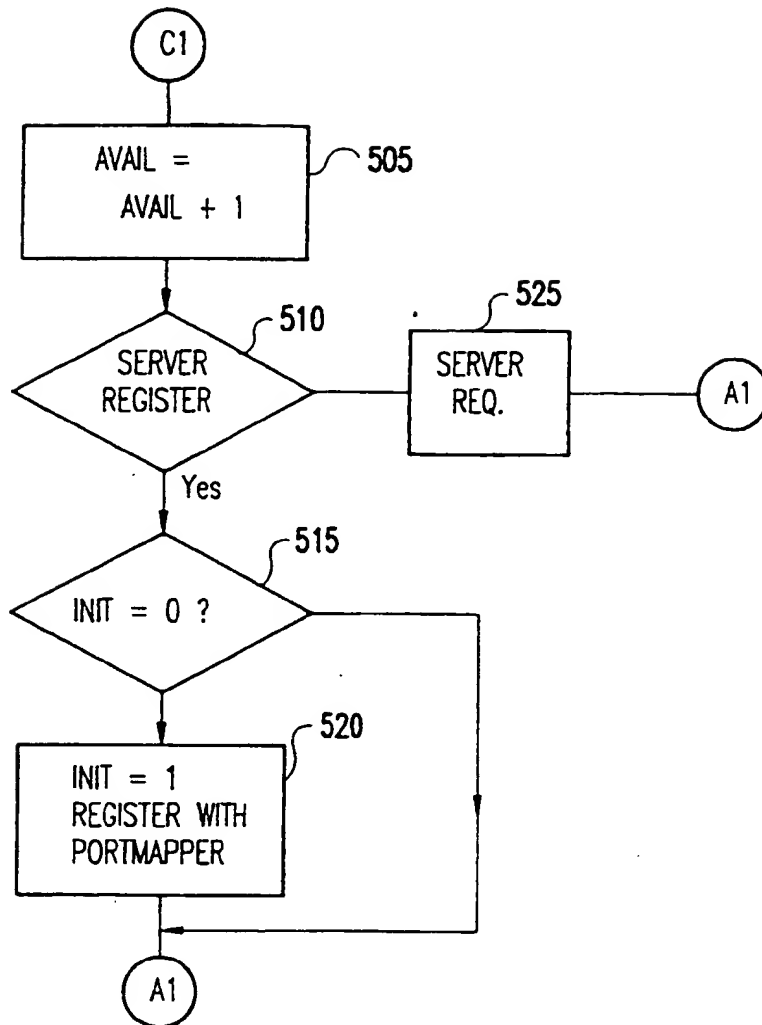 C1
AVAIL =
AVAIL + 1
505
SERVER
REGISTER
510
SERVER
REQ.
525
A1
Yes
INIT = 0 ?
515
INIT = 1
REGISTER WITH
PORTMAPPER
520
A1